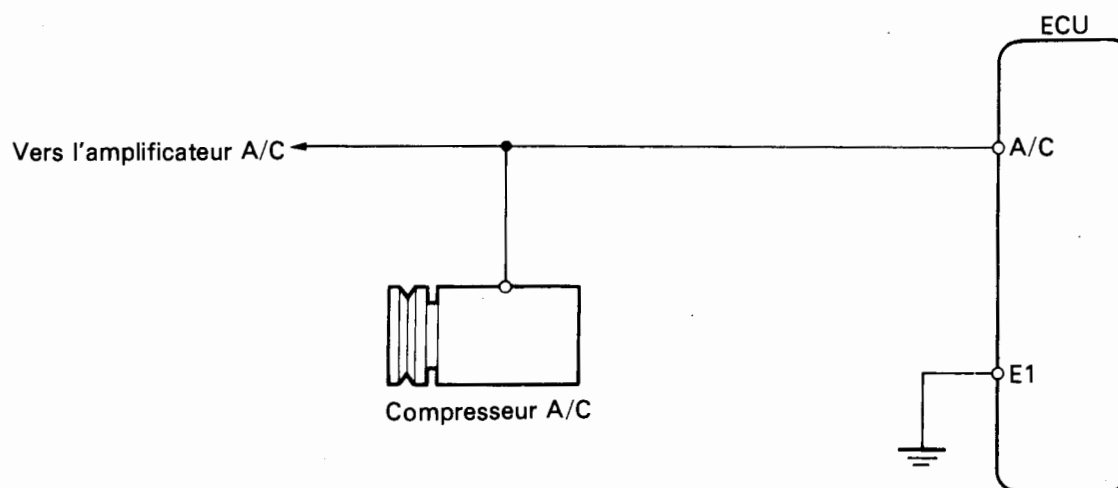 ECU
Vers l'amplificateur A/C
A/C
Compresseur A/C
E1